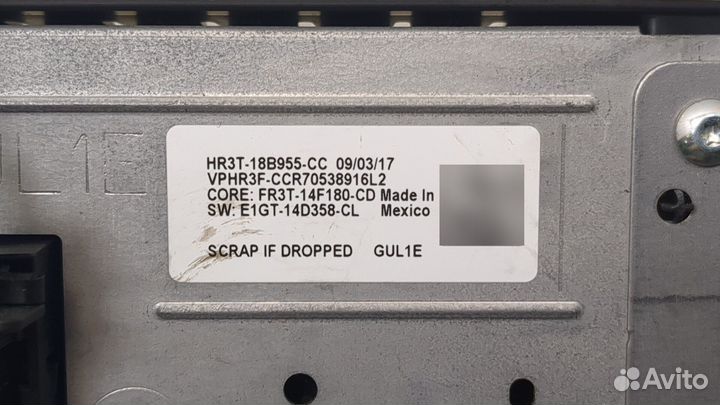 UL1E
HR3T-18B955-CC 09/03/17
VPHR3F-CCR70538916L2
CORE: FR3T-14F180-CD Made In
SW: E1GT-14D358-CL Mexico
SCRAP IF DROPPED GUL1E
Avito